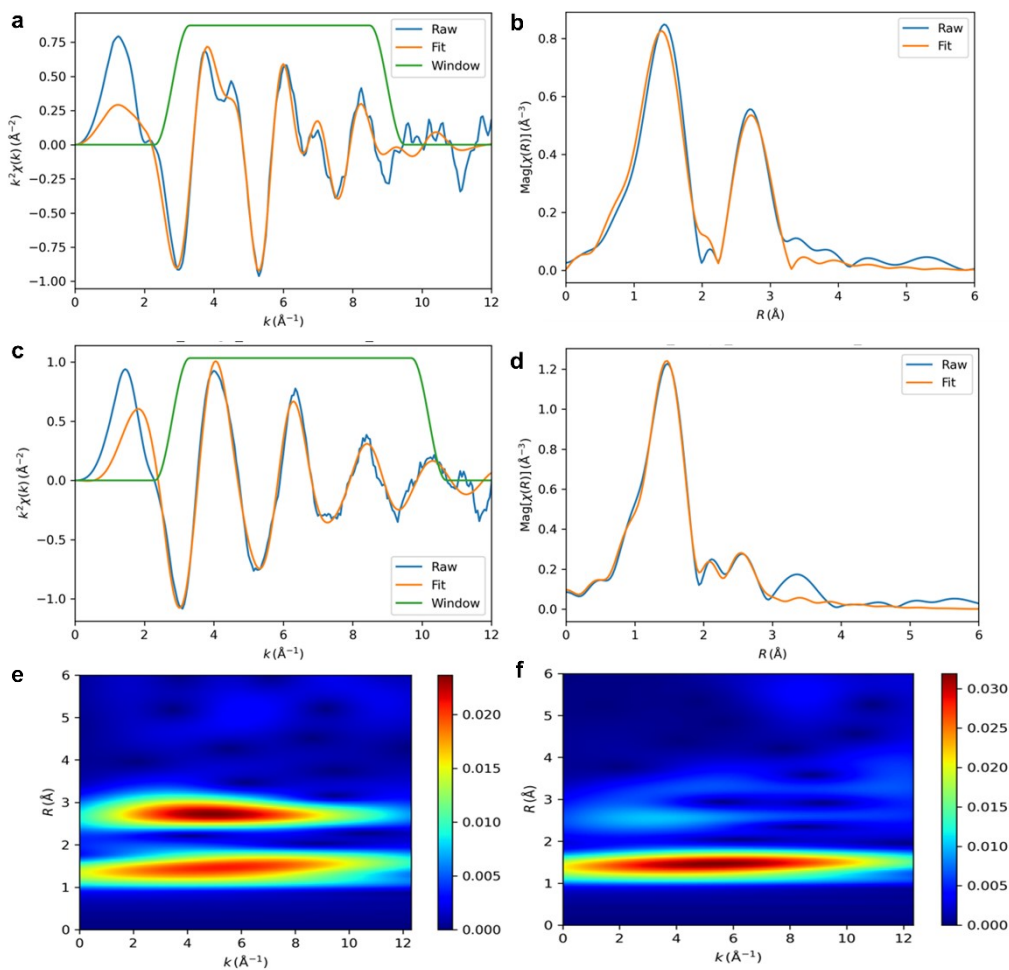 a
0.75
0.50
0.25
0.00
−0.25
−0.50
−0.75
−1.00
k²χ(k) (Å⁻²)
Raw
Fit
Window
0 2 4 6 8 10 12
k (Å⁻¹)
b
0.8
0.6
0.4
0.2
0.0
Mag[χ(R)] (Å⁻³)
Raw
Fit
0 1 2 3 4 5 6
R (Å)
c
1.0
0.5
0.0
−0.5
−1.0
k²χ(k) (Å⁻²)
Raw
Fit
Window
0 2 4 6 8 10 12
k (Å⁻¹)
d
1.2
1.0
0.8
0.6
0.4
0.2
0.0
Mag[χ(R)] (Å⁻³)
Raw
Fit
0 1 2 3 4 5 6
R (Å)
e
6
5
4
3
2
1
0
R (Å)
0 2 4 6 8 10 12
k (Å⁻¹)
0.020
0.015
0.010
0.005
0.000
f
6
5
4
3
2
1
0
R (Å)
0 2 4 6 8 10 12
k (Å⁻¹)
0.030
0.025
0.020
0.015
0.010
0.005
0.000